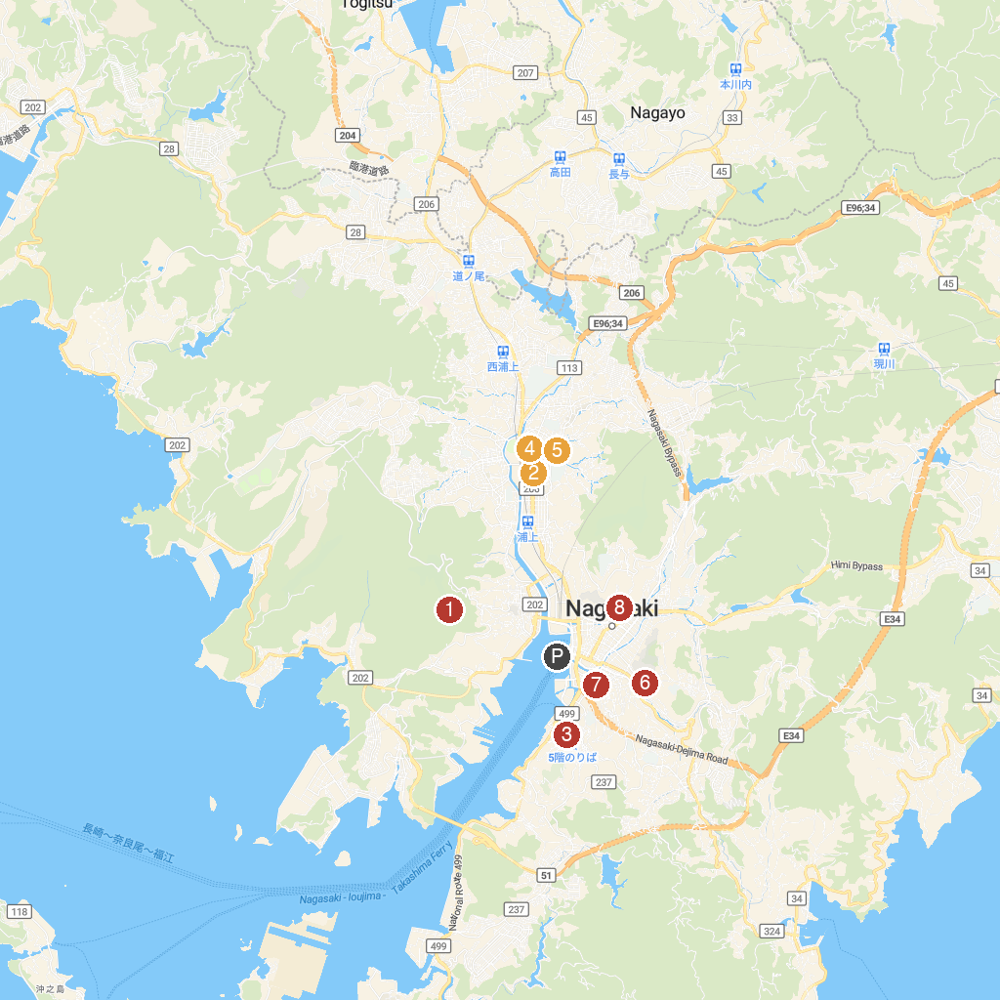 Togitsu
207
202
45
33
本川内
Nagayo
204
28
臨港道路
高田
長与
45
206
E96;34
28
道ノ尾
45
206
E96;34
西浦上
113
現川
Nagasaki Bypass
202
4
5
2
浦上
Himi Bypass
34
1
202
8
E34
P
202
7
6
34
499
3
5階のりば
Nagasaki-Dejima Road
E34
237
長崎～奈良尾～福江
Takashima Ferry
Nagasaki - Ioujima -
National Route 499
51
34
118
237
324
499
沖之島